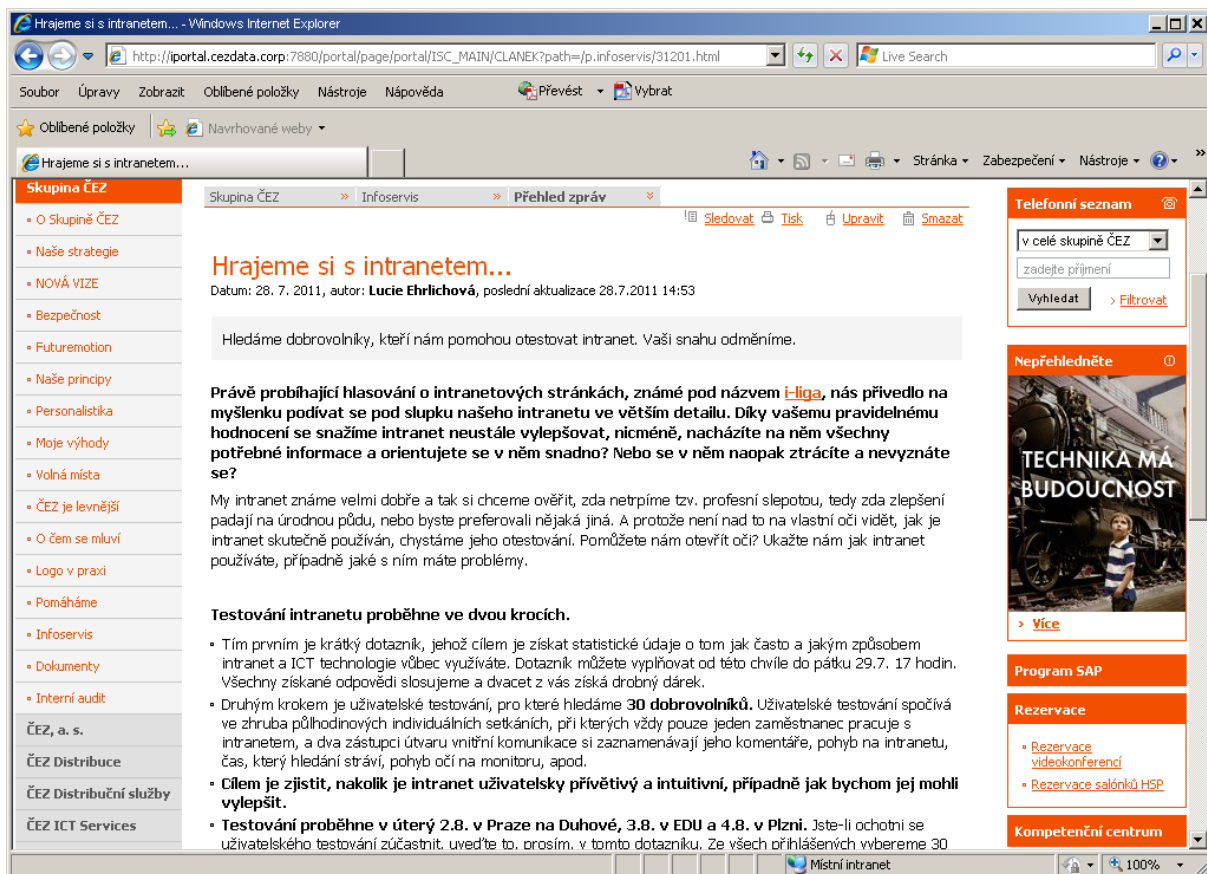 Hrajeme si s intranetem... - Windows Internet Explorer
http://iportal.cezdata.corp:7880/portal/page/portal/ISC_MAIN/CLANEK?path=/p.infoservis/31201.html
Live Search
Soubor Úpravy Zobrazit Oblíbené položky Nástroje Nápověda
Převést Vybrat
Oblíbené položky
Navrhované weby
Hrajeme si s intranetem...
Stránka Zabezpečení Nástroje
Skupina ČEZ
O Skupině ČEZ
Naše strategie
NOVÁ VIZE
Bezpečnost
Futuremotion
Naše principy
Personalistika
Moje výhody
Volná místa
ČEZ je levnější
O čem se mluví
Logo v praxi
Pomáháme
Infoservis
Dokumenty
Interní audit
ČEZ, a. s.
ČEZ Distribuce
ČEZ Distribuční služby
ČEZ ICT Services
Skupina ČEZ » Infoservis » Přehled zpráv
Sledovat Tisk Upravit Smazat
Hrajeme si s intranetem...
Datum: 28. 7. 2011, autor: Lucie Ehrlichová, poslední aktualizace 28.7.2011 14:53
Hledáme dobrovolníky, kteří nám pomohou otestovat intranet. Vaši snahu odměníme.
Právě probíhající hlasování o intranetových stránkách, známé pod názvem i-liga, nás přivedlo na
myšlenku podívat se pod slupku našeho intranetu ve větším detailu. Díky vašemu pravidelnému
hodnocení se snažíme intranet neustále vylepšovat, nicméně, nacházíte na něm všechny
potřebné informace a orientujete se v něm snadno? Nebo se v něm naopak ztrácíte a nevyznáte
se?
My intranet známe velmi dobře a tak si chceme ověřit, zda netrpíme tzv. profesní slepotou, tedy zda zlepšení
padají na úrodnou půdu, nebo byste preferovali nějaká jiná. A protože není nad to na vlastní oči vidět, jak je
intranet skutečně používán, chystáme jeho otestování. Pomůžete nám otevřít oči? Ukažte nám jak intranet
používáte, případně jaké s ním máte problémy.
Testování intranetu proběhne ve dvou krocích.
Tím prvním je krátký dotazník, jehož cílem je získat statistické údaje o tom jak často a jakým způsobem
intranet a ICT technologie vůbec využíváte. Dotazník můžete vyplňovat od této chvíle do pátku 29.7. 17 hodin.
Všechny získané odpovědi slosujeme a dvacet z vás získá drobný dárek.
Druhým krokem je uživatelské testování, pro které hledáme 30 dobrovolníků. Uživatelské testování spočívá
ve zhruba půlhodinových individuálních setkáních, při kterých vždy pouze jeden zaměstnanec pracuje s
intranetem, a dva zástupci útvaru vnitřní komunikace si zaznamenávají jeho komentáře, pohyb na intranetu,
čas, který hledání stráví, pohyb očí na monitoru, apod.
Cílem je zjistit, nakolik je intranet uživatelsky přívětivý a intuitivní, případně jak bychom jej mohli
vylepšit.
Testování proběhne v úterý 2.8. v Praze na Duhové, 3.8. v EDU a 4.8. v Plzni. Jste-li ochotni se
uživatelského testování zúčastnit, uveďte to, prosím, v tomto dotazníku. Ze všech přihlášených vybereme 30
Telefonní seznam
v celé skupině ČEZ
zadejte příjmení
Vyhledat > Filtrovat
Nepřehlédněte
TECHNIKA MÁ
BUDOUCNOST
> Více
Program SAP
Rezervace
Rezervace
videokonferencí
Rezervace salónků HSP
Kompetenční centrum
Místní intranet
100%